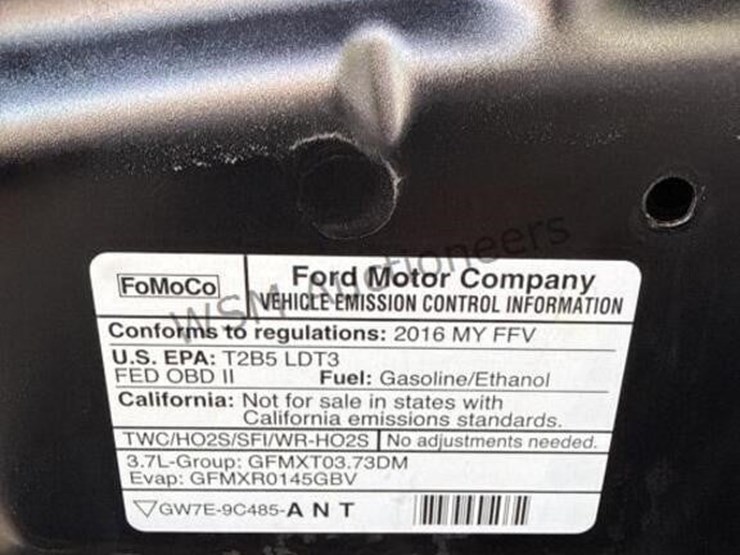 FoMoCo
Ford Motor Company
VEHICLE EMISSION CONTROL INFORMATION
Conforms to regulations: 2016 MY FFV
U.S. EPA: T2B5 LDT3
FED OBD II Fuel: Gasoline/Ethanol
California: Not for sale in states with
California emissions standards.
TWC/HO2S/SFI/WR-HO2S No adjustments needed.
3.7L-Group: GFMXT03.73DM
Evap: GFMXR0145GBV
GW7E-9C485-A N T
WSM Auctioneers